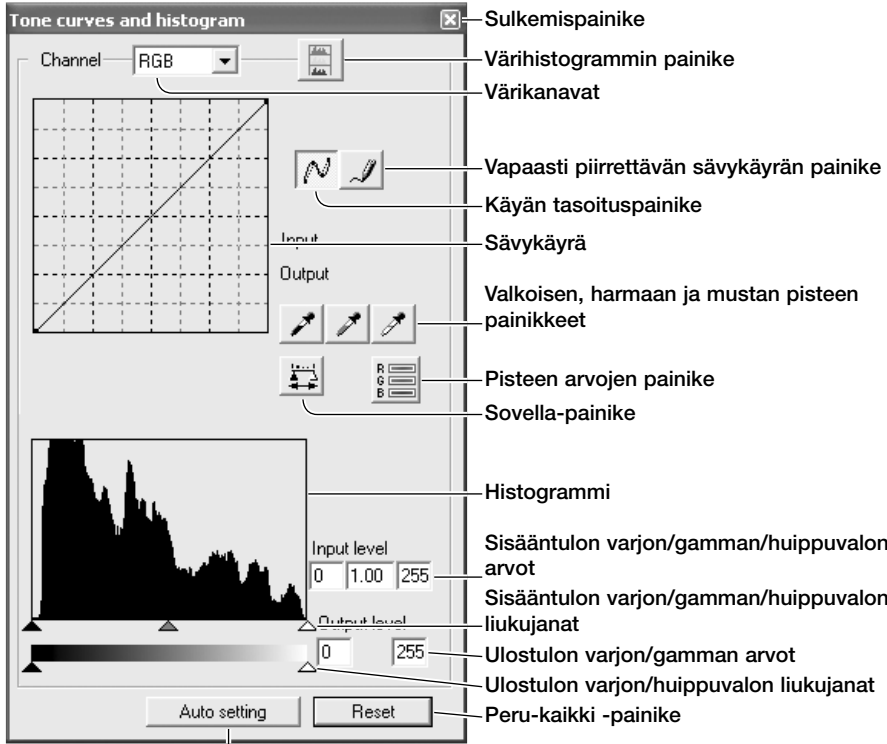 Tone curves and histogram
Sulkemispainike
Channel
RGB
Värihistogrammin painike
Värikanavat
Vapaasti piirrettävän sävykäyrän painike
Käyän tasoituspainike
Input
Sävykäyrä
Output
Valkoisen, harmaan ja mustan pisteen
painikkeet
R
G
B
Pisteen arvojen painike
Sovella-painike
Histogrammi
Input level
0 1.00 255
Sisääntulon varjon/gamman/huippuvalon
arvot
Sisääntulon varjon/gamman/huippuvalon
liukujanat
Output level
0 255
Ulostulon varjon/gamman arvot
Ulostulon varjon/huippuvalon liukujanat
Auto setting
Reset
Peru-kaikki -painike